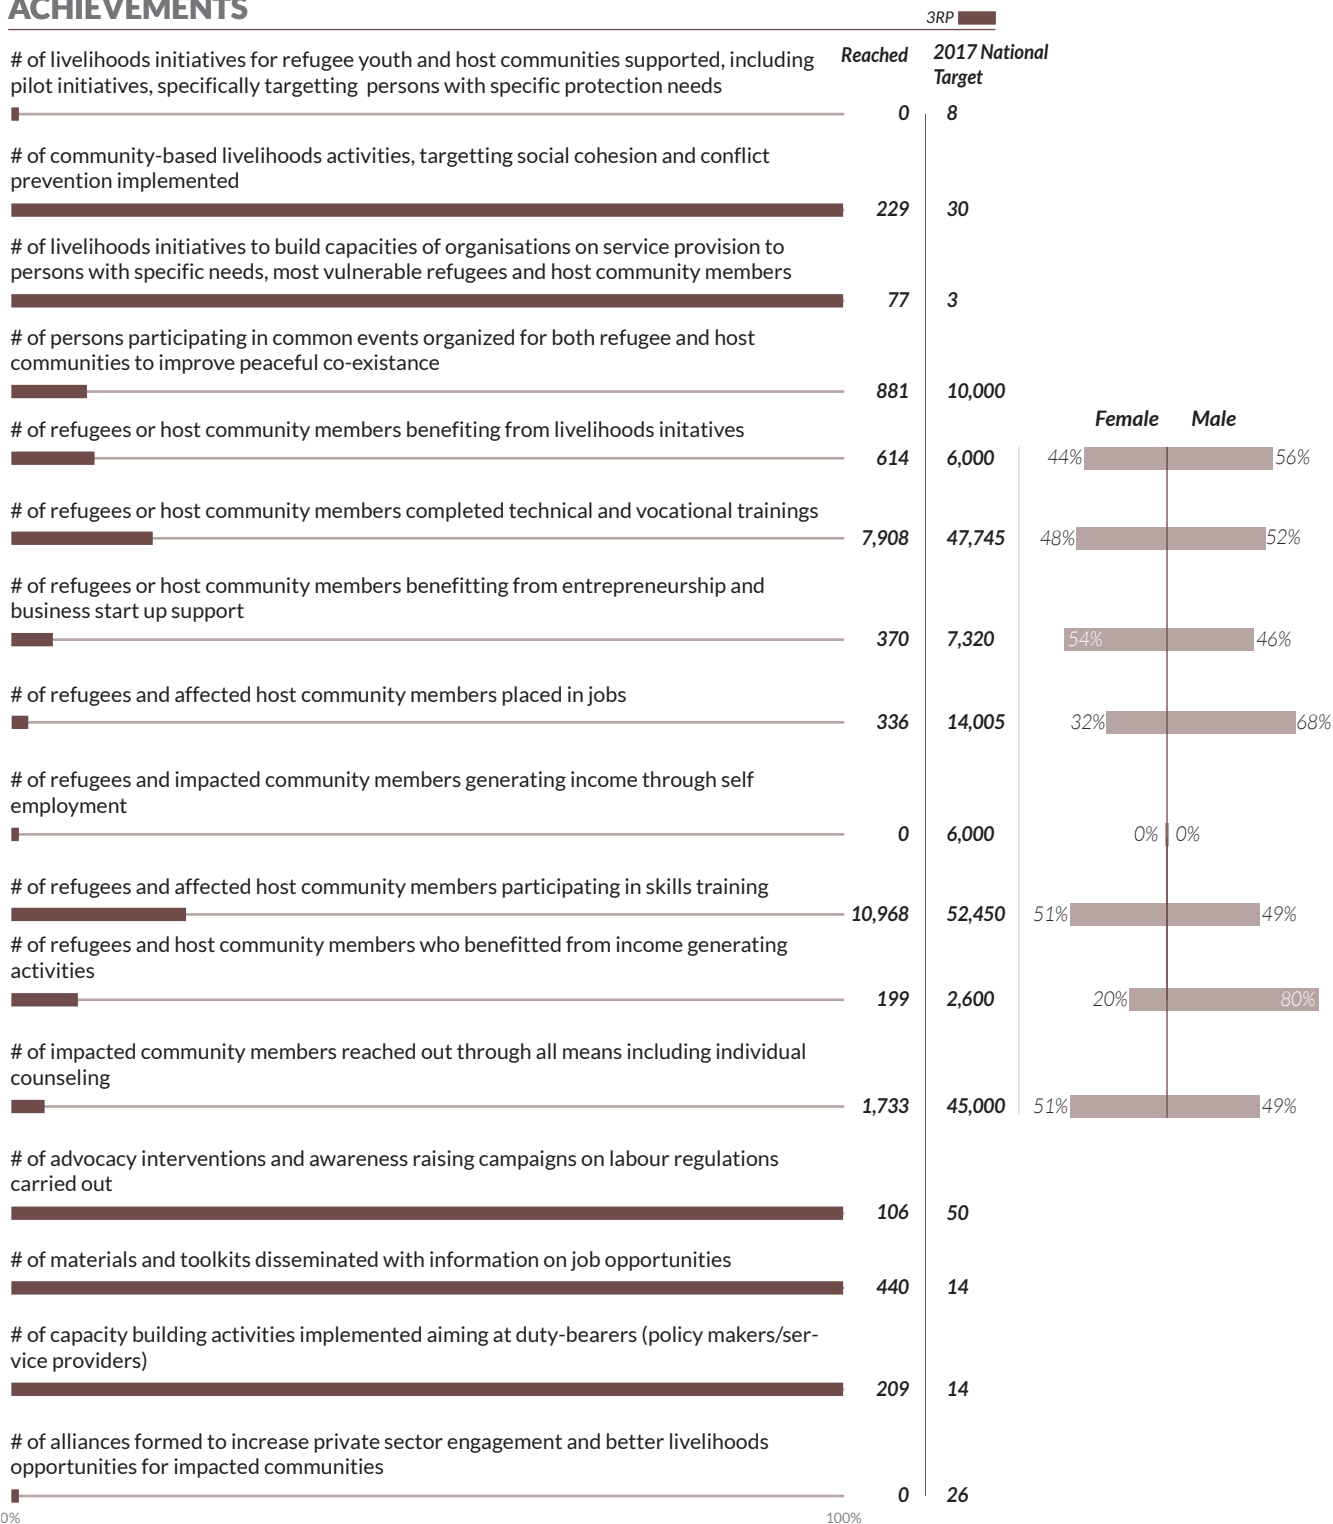 ACHIEVEMENTS
3RP
Reached
2017 National
Target
# of livelihoods initiatives for refugee youth and host communities supported, including
pilot initiatives, specifically targetting persons with specific protection needs
0 8
# of community-based livelihoods activities, targetting social cohesion and conflict
prevention implemented
229 30
# of livelihoods initiatives to build capacities of organisations on service provision to
persons with specific needs, most vulnerable refugees and host community members
77 3
# of persons participating in common events organized for both refugee and host
communities to improve peaceful co-existance
881 10,000
Female Male
# of refugees or host community members benefiting from livelihoods initatives
614 6,000 44% 56%
# of refugees or host community members completed technical and vocational trainings
7,908 47,745 48% 52%
# of refugees or host community members benefitting from entrepreneurship and
business start up support
370 7,320 54% 46%
# of refugees and affected host community members placed in jobs
336 14,005 32% 68%
# of refugees and impacted community members generating income through self
employment
0 6,000 0% 0%
# of refugees and affected host community members participating in skills training
10,968 52,450 51% 49%
# of refugees and host community members who benefitted from income generating
activities
199 2,600 20% 80%
# of impacted community members reached out through all means including individual
counseling
1,733 45,000 51% 49%
# of advocacy interventions and awareness raising campaigns on labour regulations
carried out
106 50
# of materials and toolkits disseminated with information on job opportunities
440 14
# of capacity building activities implemented aiming at duty-bearers (policy makers/ser-
vice providers)
209 14
# of alliances formed to increase private sector engagement and better livelihoods
opportunities for impacted communities
0 26
0% 100%